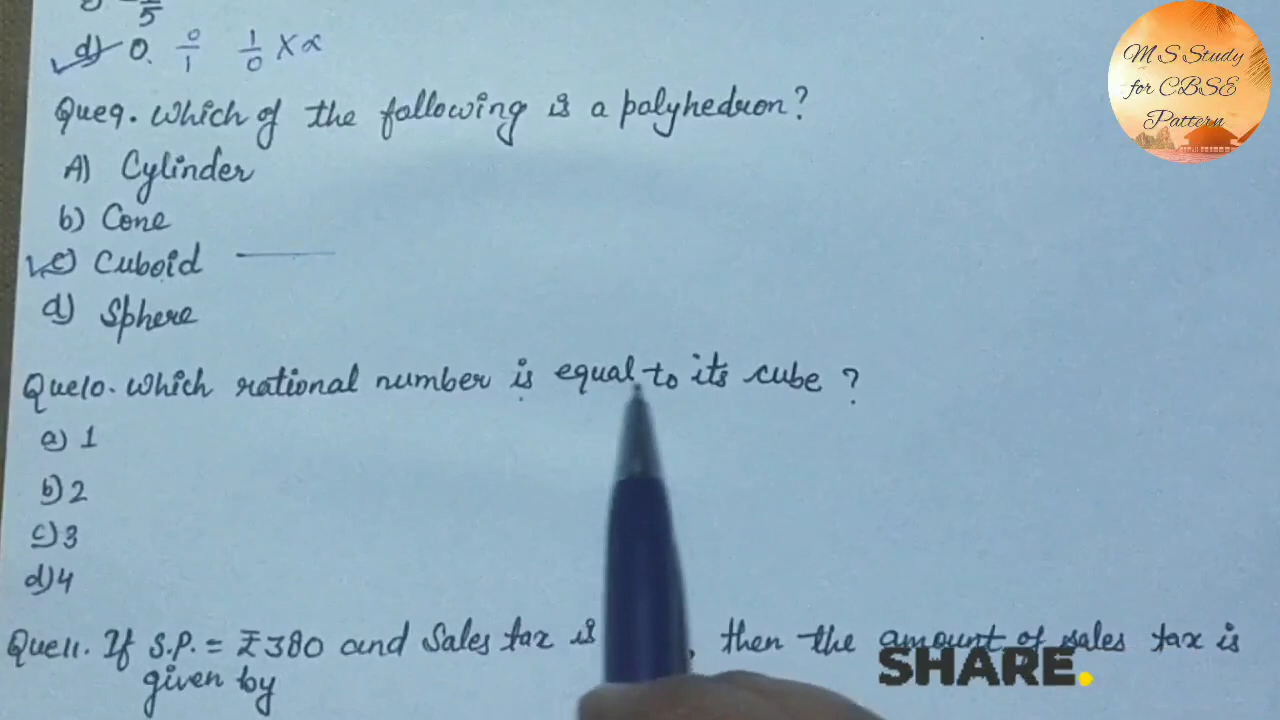 5
d) 0. 0/1 1/0 X ∝
Que9. Which of the following is a polyhedron?
A) Cylinder
b) Cone
c) Cuboid
d) Sphere
Que10. Which rational number is equal to its cube ?
a) 1
b) 2
c) 3
d) 4
Que11. If S.P. = ₹380 and Sales tax is , then the amount of sales tax is
given by
M S Study
for CBSE
Pattern
SHARE.